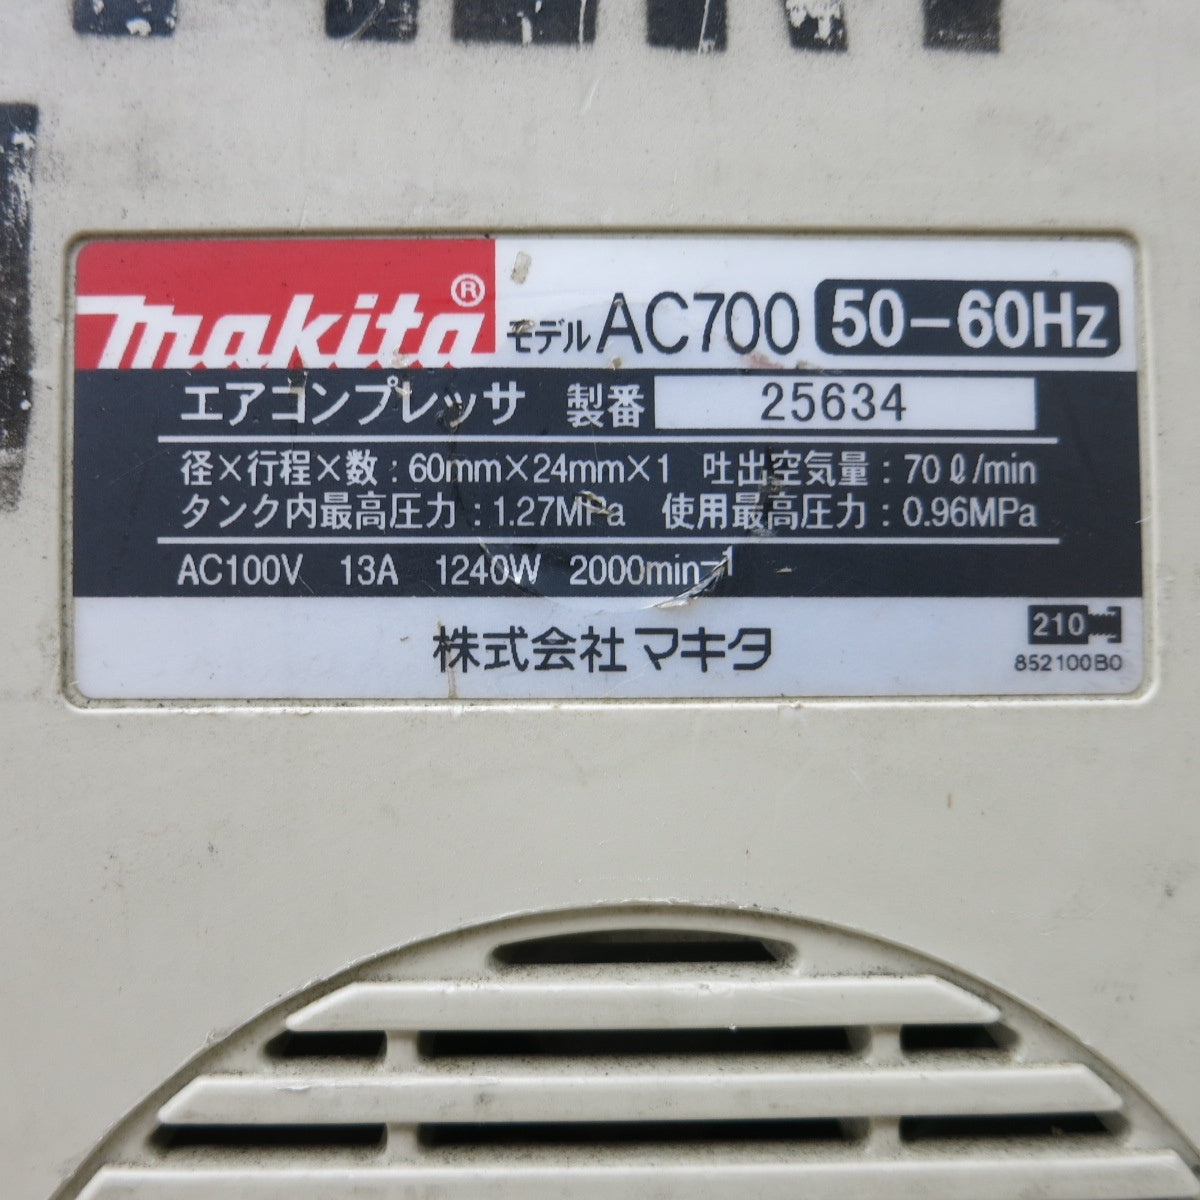 makita®
モデル AC700 50-60Hz
エアコンプレッサ 製番 25634
径×行程×数:60mm×24mm×1 吐出空気量:70ℓ/min
タンク内最高圧力:1.27MPa 使用最高圧力:0.96MPa
AC100V 13A 1240W 2000min⁻¹
株式会社マキタ
210
852100B0